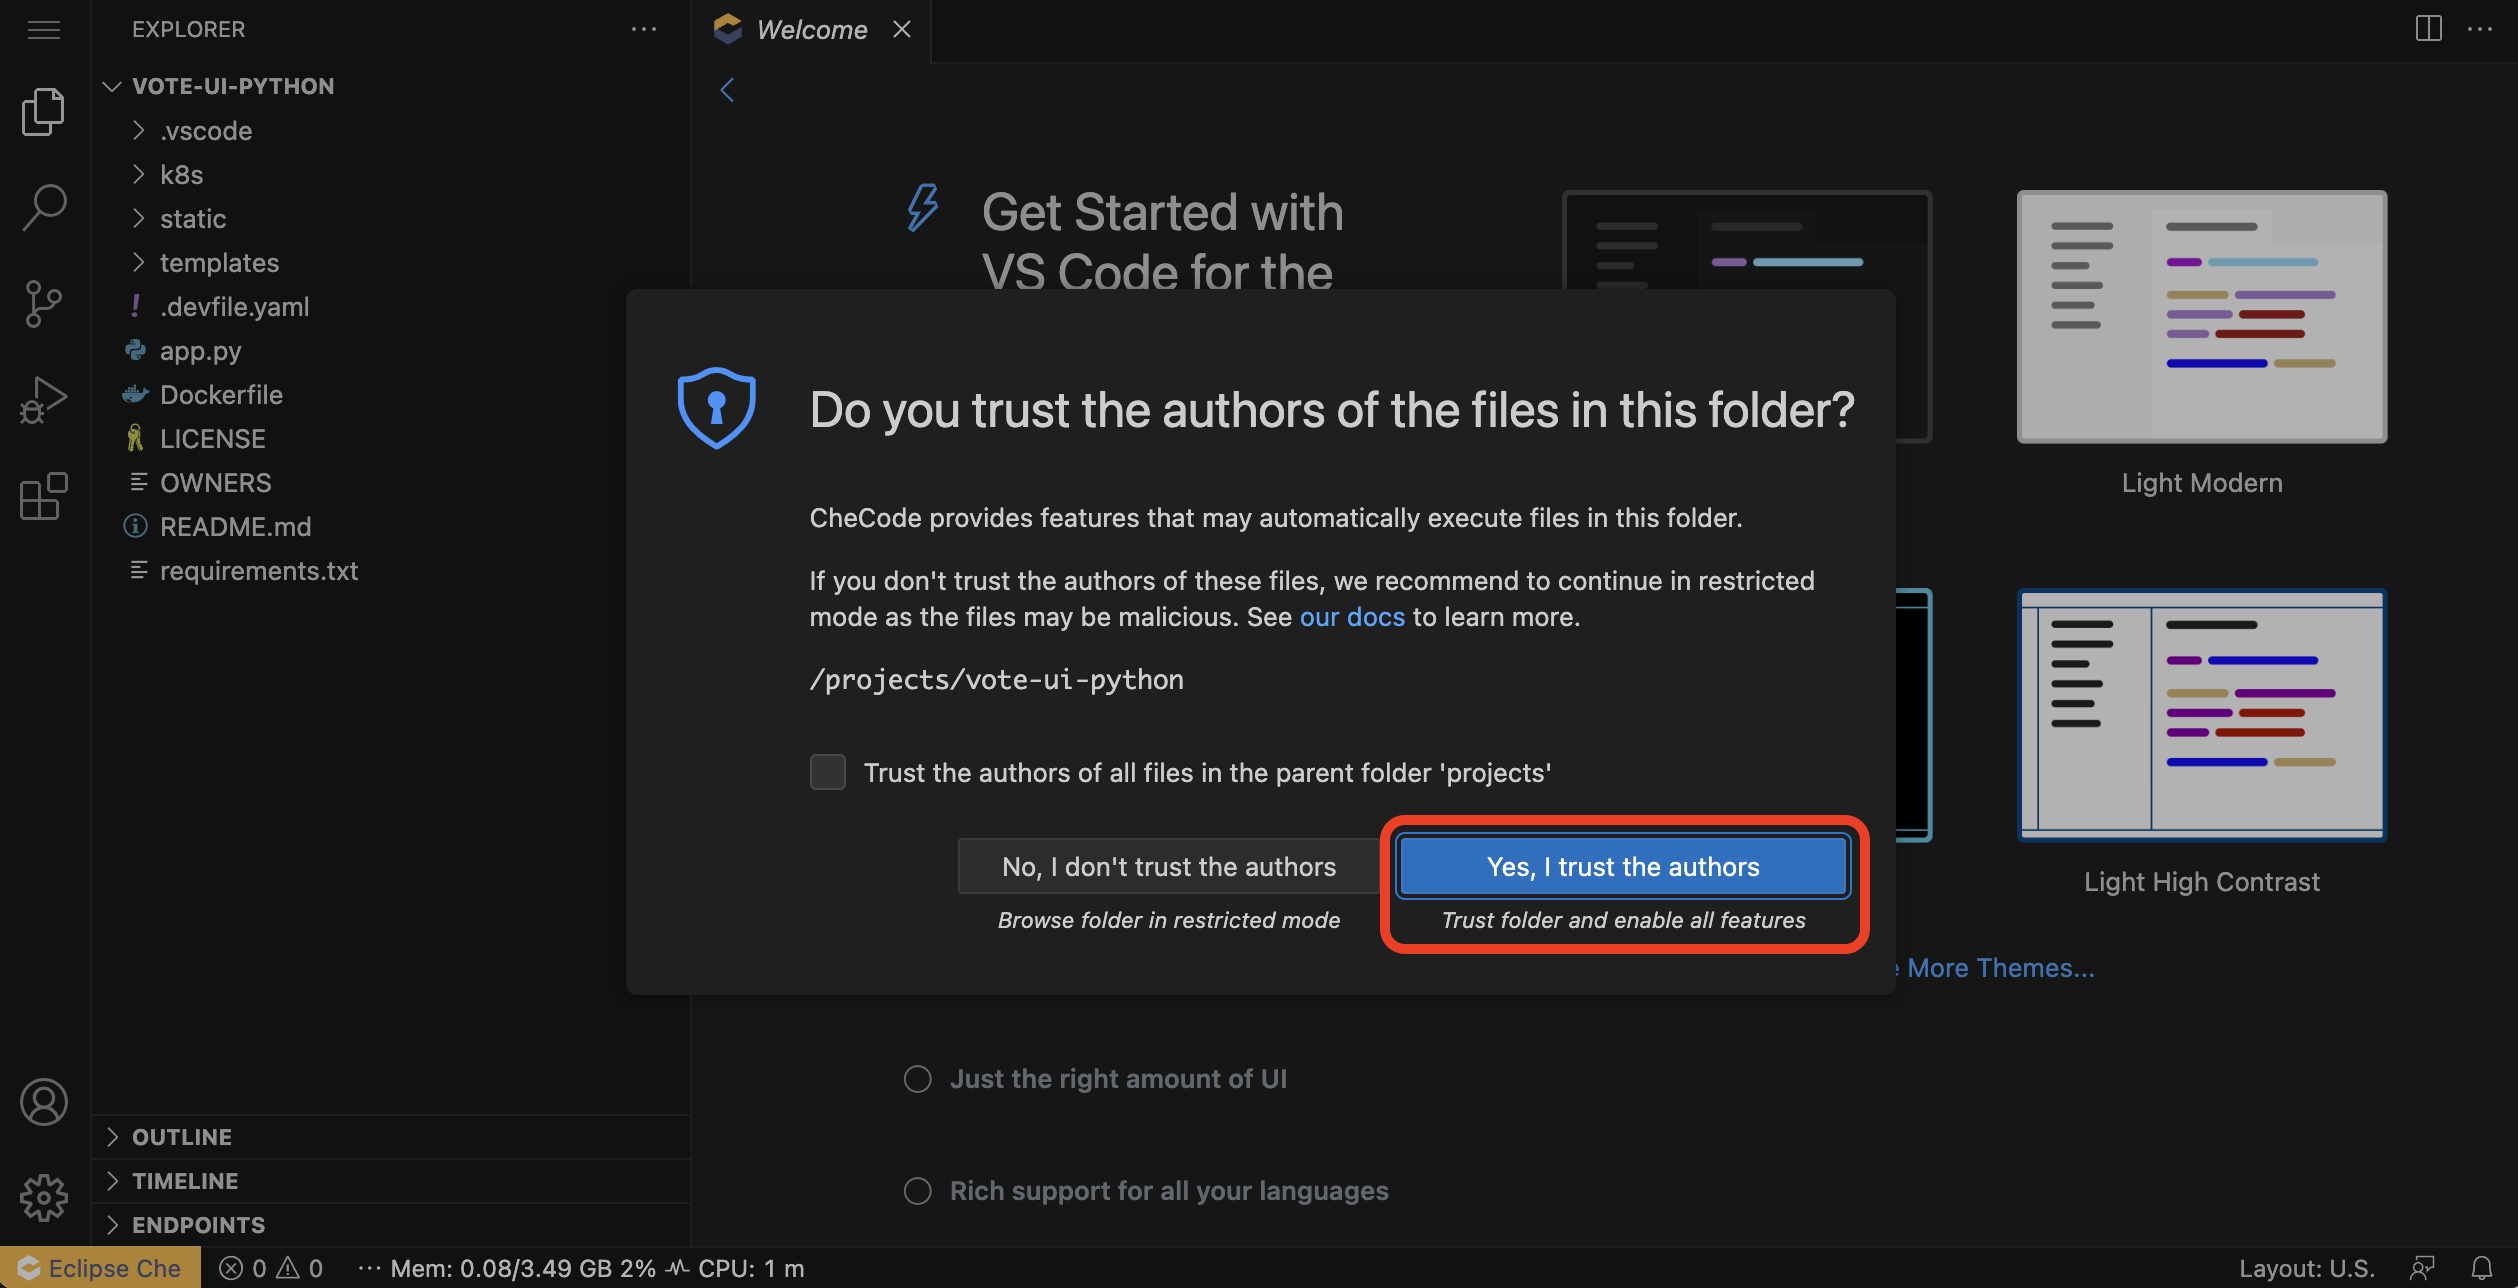 EXPLORER
Welcome
VOTE-UI-PYTHON
.vscode
k8s
static
templates
.devfile.yaml
app.py
Dockerfile
LICENSE
OWNERS
README.md
requirements.txt
OUTLINE
TIMELINE
ENDPOINTS
Get Started with
VS Code for the
Do you trust the authors of the files in this folder?
CheCode provides features that may automatically execute files in this folder.
If you don't trust the authors of these files, we recommend to continue in restricted
mode as the files may be malicious. See our docs to learn more.
/projects/vote-ui-python
Trust the authors of all files in the parent folder 'projects'
No, I don't trust the authors
Browse folder in restricted mode
Yes, I trust the authors
Trust folder and enable all features
Light Modern
Light High Contrast
More Themes...
Just the right amount of UI
Rich support for all your languages
Eclipse Che 0 0 ··· Mem: 0.08/3.49 GB 2% CPU: 1 m Layout: U.S.